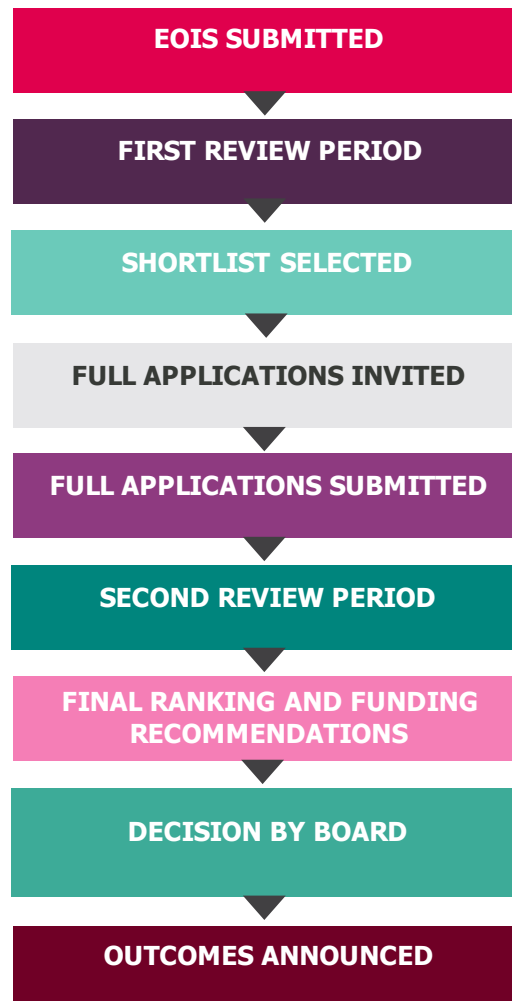 EOIS SUBMITTED
FIRST REVIEW PERIOD
SHORTLIST SELECTED
FULL APPLICATIONS INVITED
FULL APPLICATIONS SUBMITTED
SECOND REVIEW PERIOD
FINAL RANKING AND FUNDING
RECOMMENDATIONS
DECISION BY BOARD
OUTCOMES ANNOUNCED